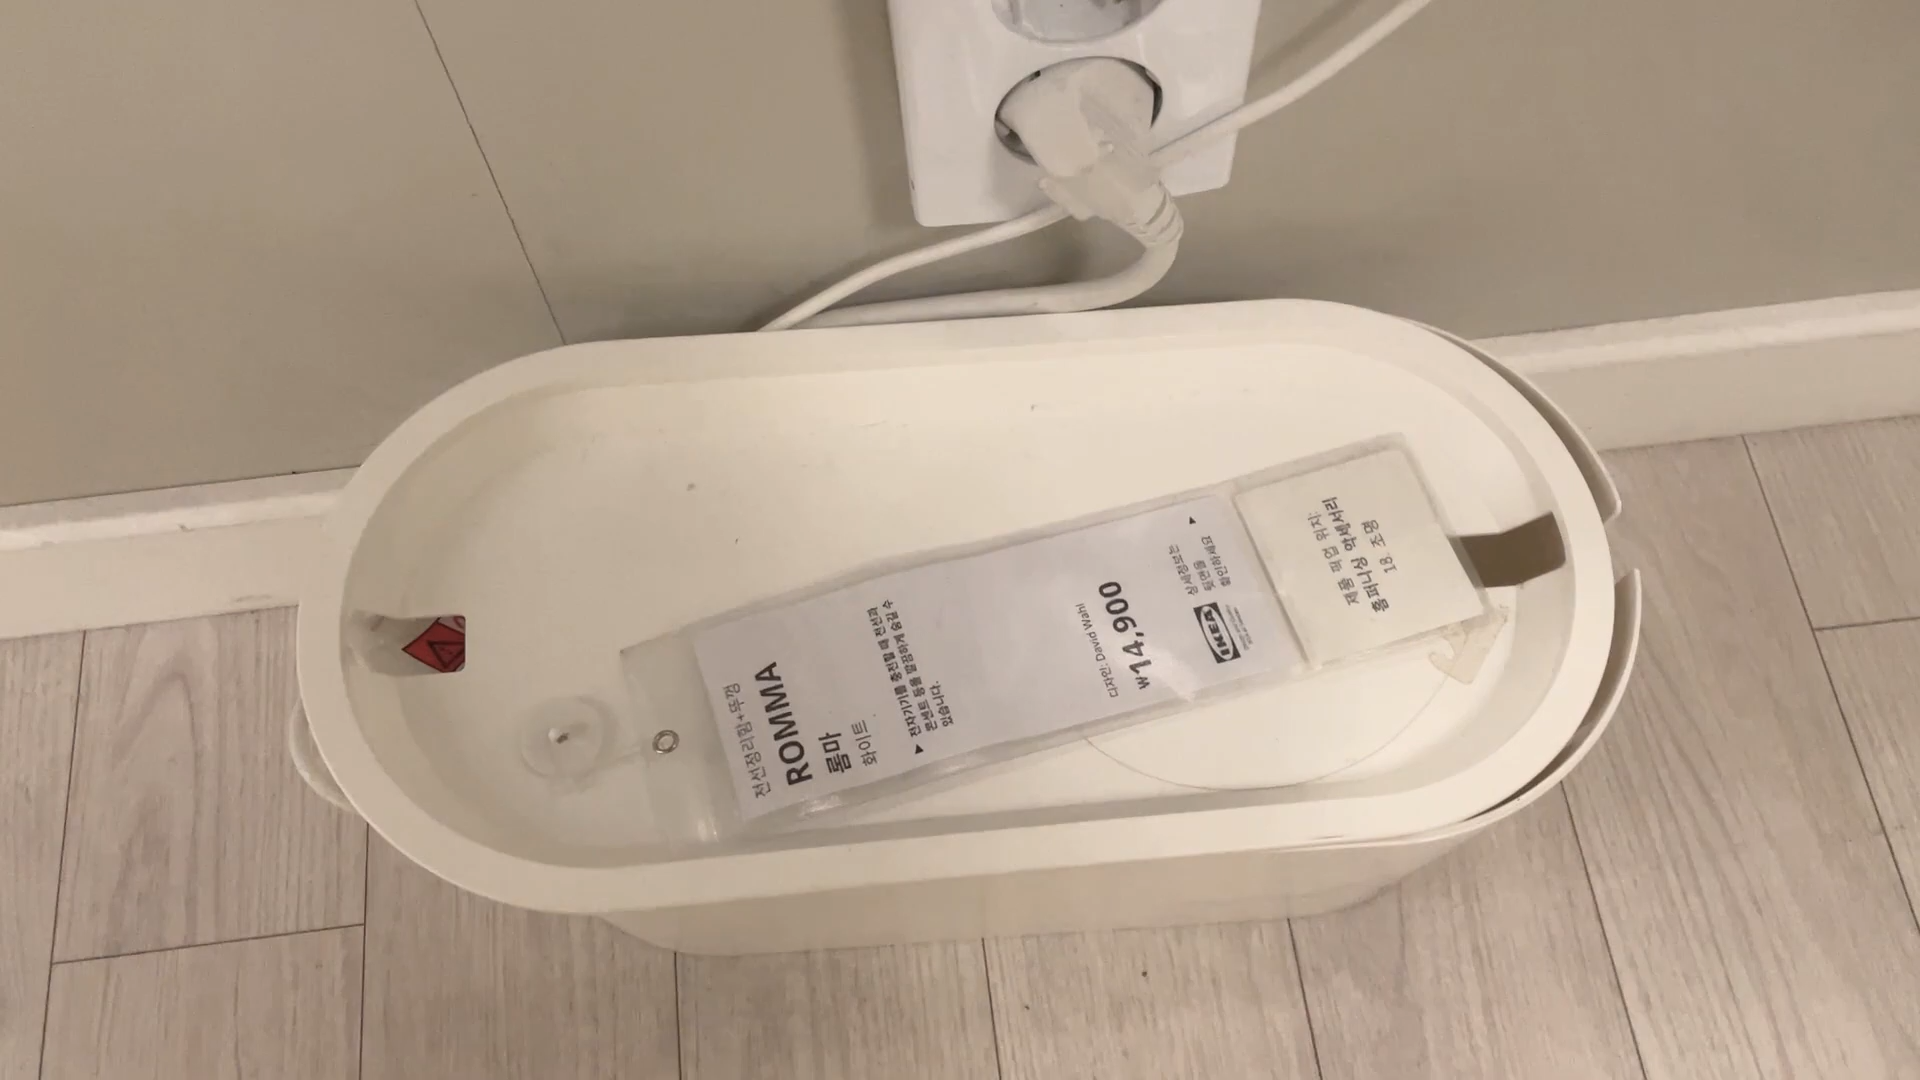 전선정리함+뚜껑
ROMMA
롬마
화이트
▶ 전자기기를 충전할 때 전선과
콘센트 등을 깔끔하게 숨길 수
있습니다.
디자인: David Wahl
₩14,900
IKEA
상세정보는
뒷면을
확인하세요 ▶
제품 픽업 위치:
홈퍼니싱 악세서리
18. 조명